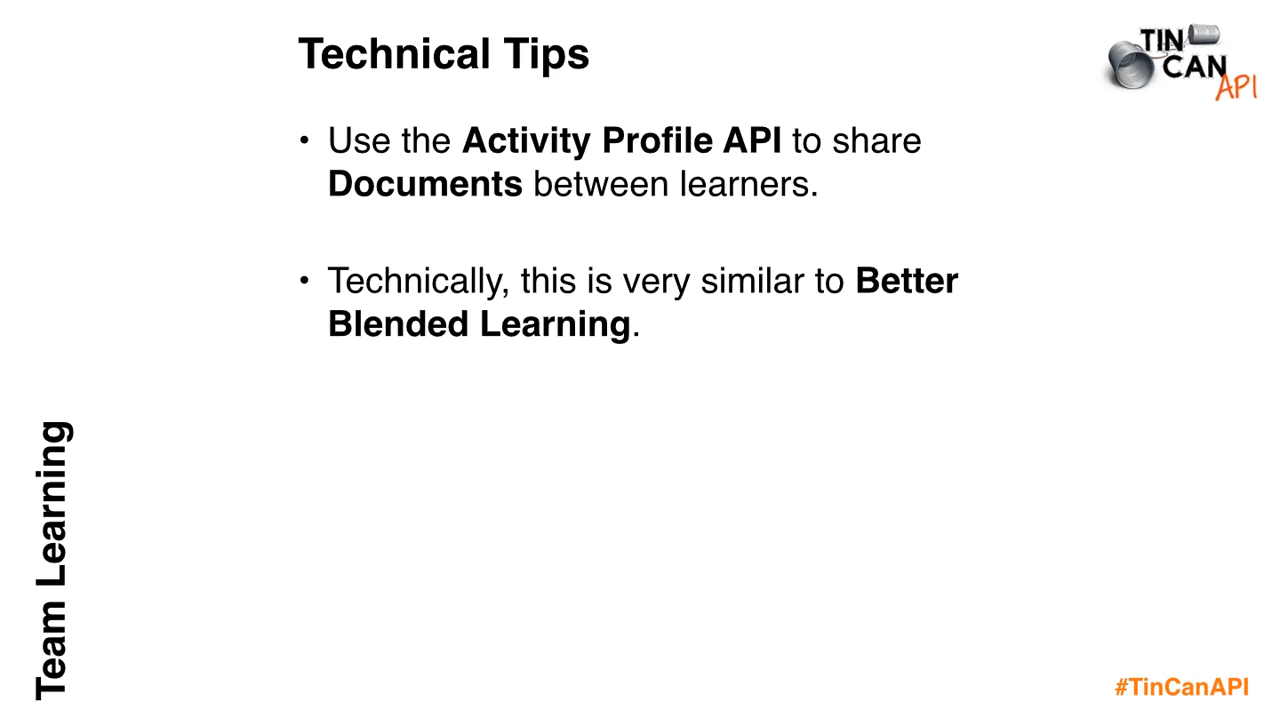 Technical Tips
TIN
CAN
API
• Use the Activity Profile API to share
Documents between learners.
• Technically, this is very similar to Better
Blended Learning.
Team Learning
#TinCanAPI